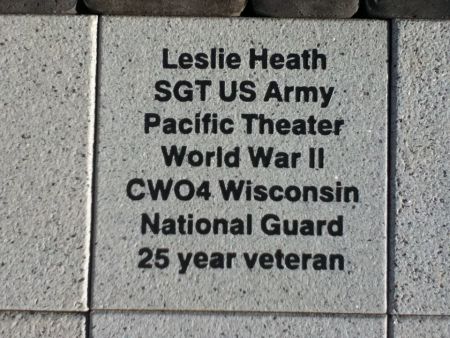 Leslie Heath
SGT US Army
Pacific Theater
World War II
CWO4 Wisconsin
National Guard
25 year veteran